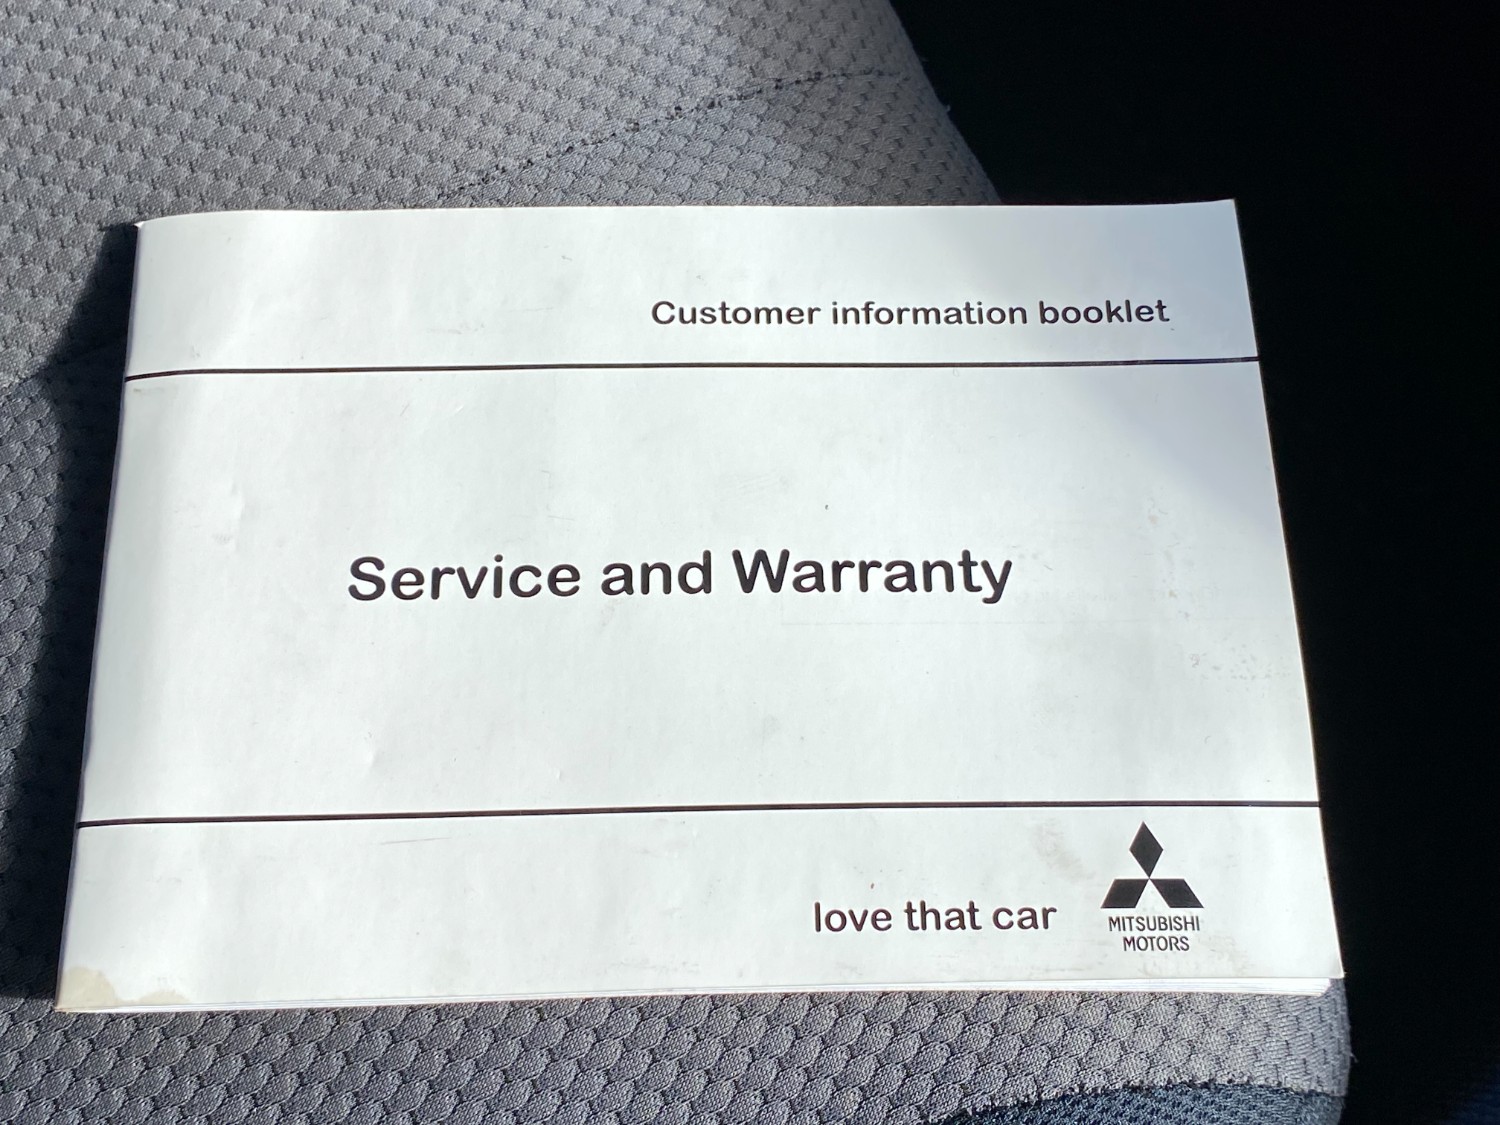 Customer information booklet
Service and Warranty
love that car
MITSUBISHI
MOTORS